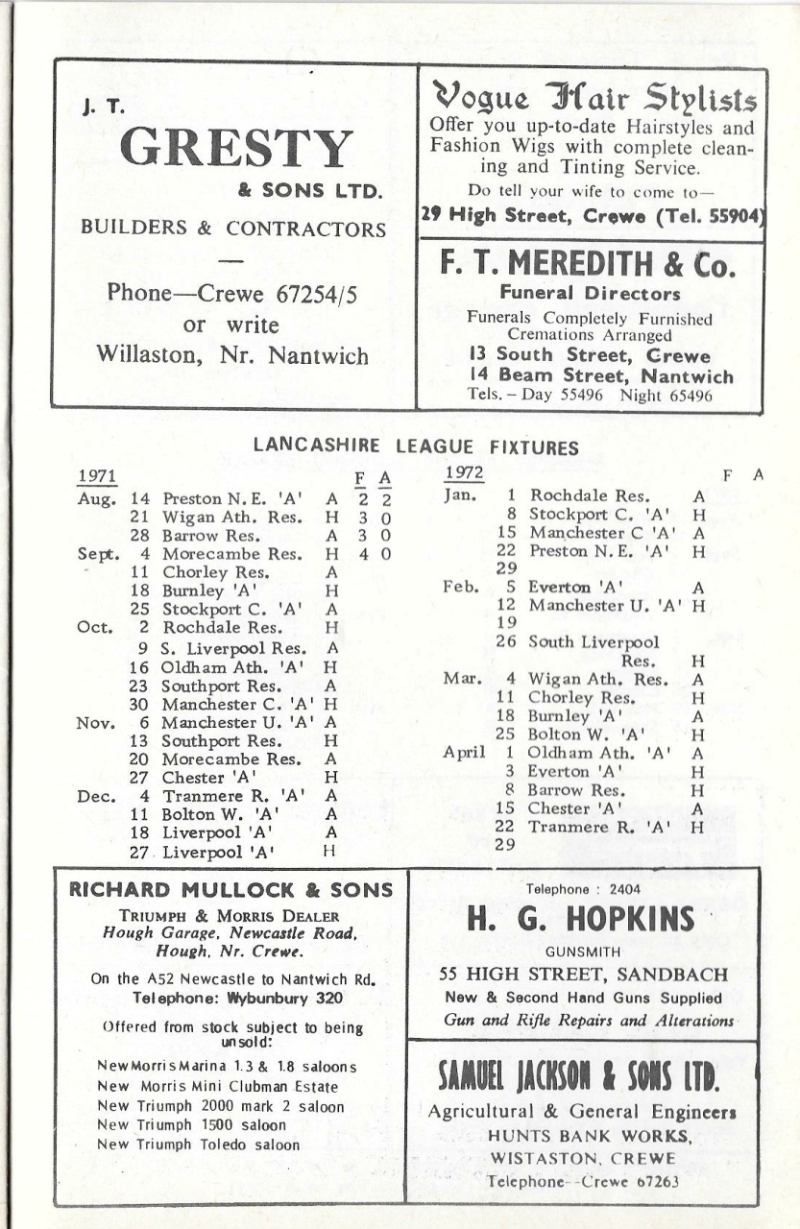 J. T.
GRESTY
& SONS LTD.
BUILDERS & CONTRACTORS
—
Phone—Crewe 67254/5
or write
Willaston, Nr. Nantwich
Vogue Hair Stylists
Offer you up-to-date Hairstyles and
Fashion Wigs with complete clean-
ing and Tinting Service.
Do tell your wife to come to—
29 High Street, Crewe (Tel. 55904)
F. T. MEREDITH & Co.
Funeral Directors
Funerals Completely Furnished
Cremations Arranged
13 South Street, Crewe
14 Beam Street, Nantwich
Tels. – Day 55496 Night 65496
LANCASHIRE LEAGUE FIXTURES
1971 F A
Aug. 14 Preston N.E. 'A' A 2 2
21 Wigan Ath. Res. H 3 0
28 Barrow Res. A 3 0
Sept. 4 Morecambe Res. H 4 0
11 Chorley Res. A
18 Burnley 'A' H
25 Stockport C. 'A' A
Oct. 2 Rochdale Res. H
9 S. Liverpool Res. A
16 Oldham Ath. 'A' H
23 Southport Res. A
30 Manchester C. 'A' H
Nov. 6 Manchester U. 'A' A
13 Southport Res. H
20 Morecambe Res. A
27 Chester 'A' H
Dec. 4 Tranmere R. 'A' A
11 Bolton W. 'A' A
18 Liverpool 'A' A
27 Liverpool 'A' H
1972 F A
Jan. 1 Rochdale Res. A
8 Stockport C. 'A' H
15 Manchester C 'A' A
22 Preston N.E. 'A' H
29
Feb. 5 Everton 'A' A
12 Manchester U. 'A' H
19
26 South Liverpool
Res. H
Mar. 4 Wigan Ath. Res. A
11 Chorley Res. H
18 Burnley 'A' A
25 Bolton W. 'A' H
April 1 Oldham Ath. 'A' A
3 Everton 'A' H
8 Barrow Res. H
15 Chester 'A' A
22 Tranmere R. 'A' H
29
RICHARD MULLOCK & SONS
TRIUMPH & MORRIS DEALER
Hough Garage, Newcastle Road,
Hough, Nr. Crewe.
On the A52 Newcastle to Nantwich Rd.
Telephone: Wybunbury 320
Offered from stock subject to being
unsold:
New Morris Marina 1.3 & 1.8 saloons
New Morris Mini Clubman Estate
New Triumph 2000 mark 2 saloon
New Triumph 1500 saloon
New Triumph Toledo saloon
Telephone : 2404
H. G. HOPKINS
GUNSMITH
55 HIGH STREET, SANDBACH
New & Second Hand Guns Supplied
Gun and Rifle Repairs and Alterations
SAMUEL JACKSON & SONS LTD.
Agricultural & General Engineers
HUNTS BANK WORKS,
WISTASTON, CREWE
Telephone--Crewe 67263